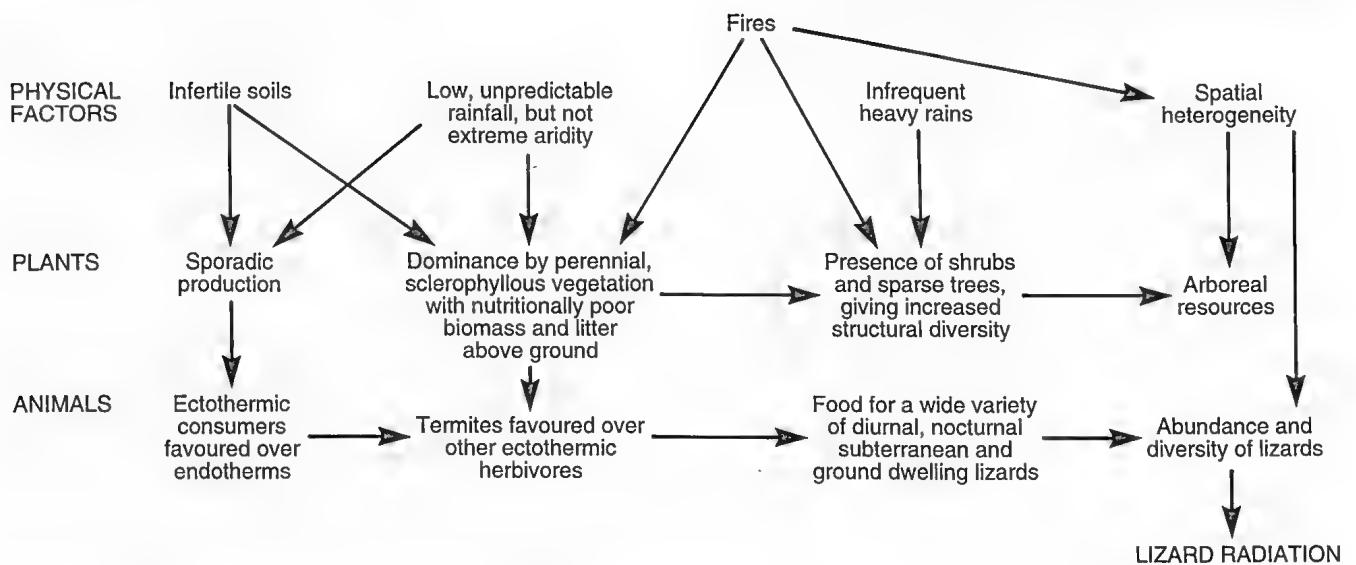 Fires
PHYSICAL
FACTORS
Infertile soils
Low, unpredictable
rainfall, but not
extreme aridity
Infrequent
heavy rains
Spatial
heterogeneity
PLANTS
Sporadic
production
Dominance by perennial,
sclerophyllous vegetation
with nutritionally poor
biomass and litter
above ground
Presence of shrubs
and sparse trees,
giving increased
structural diversity
Arboreal
resources
ANIMALS
Ectothermic
consumers
favoured over
endotherms
Termites favoured over
other ectothermic
herbivores
Food for a wide variety
of diurnal, nocturnal
subterranean and
ground dwelling lizards
Abundance and
diversity of lizards
LIZARD RADIATION